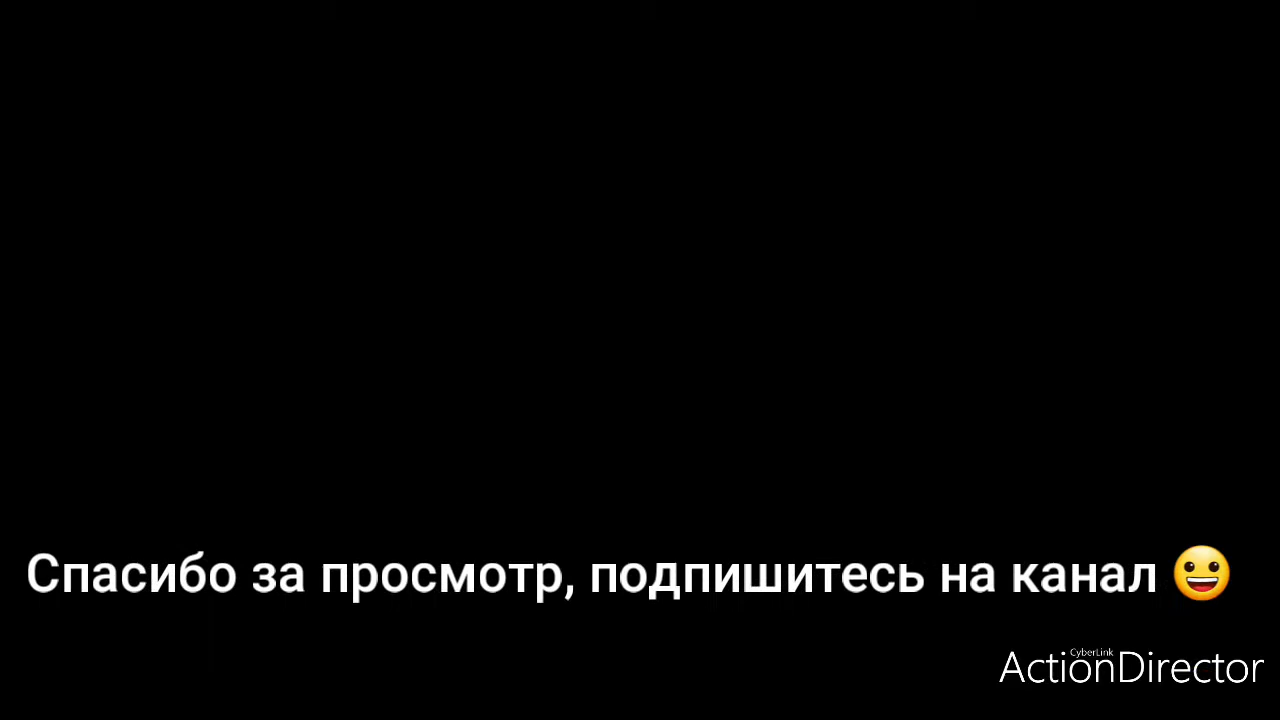 Спасибо за просмотр, подпишитесь на канал 😀
CyberLink
ActionDirector